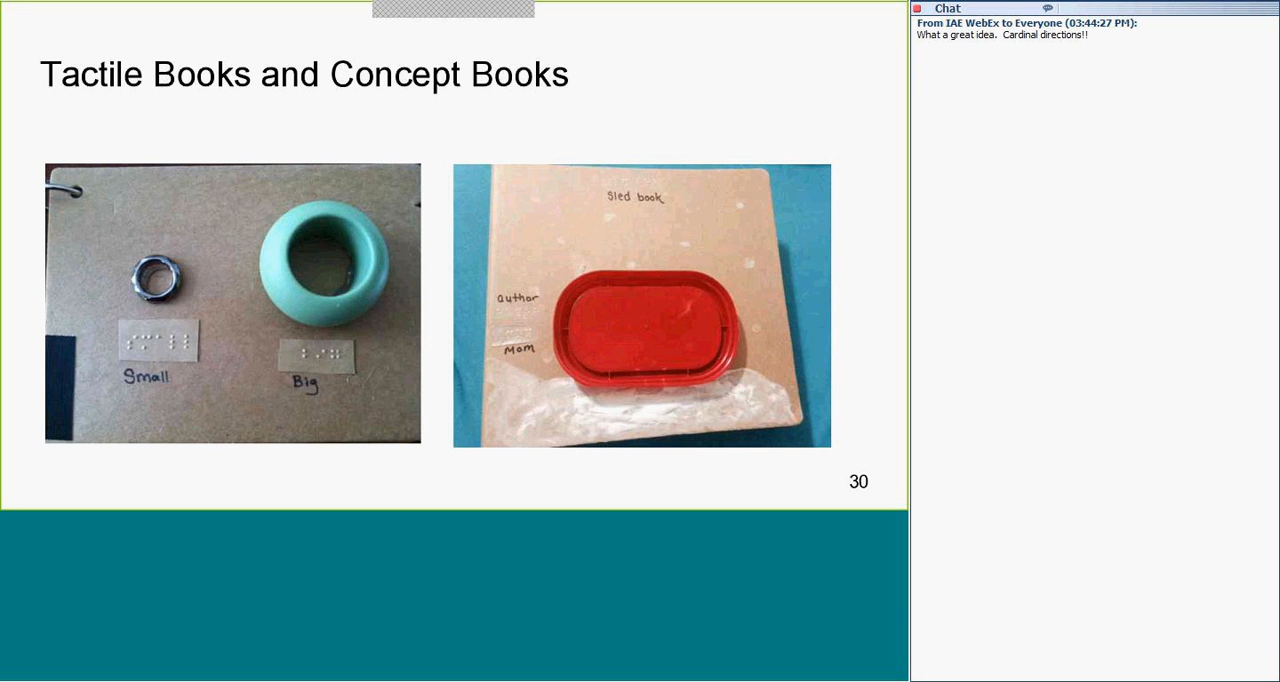 Tactile Books and Concept Books
Small
Big
Sled book
author
Mom
30
Chat
From IAE WebEx to Everyone (03:44:27 PM):
What a great idea.  Cardinal directions!!